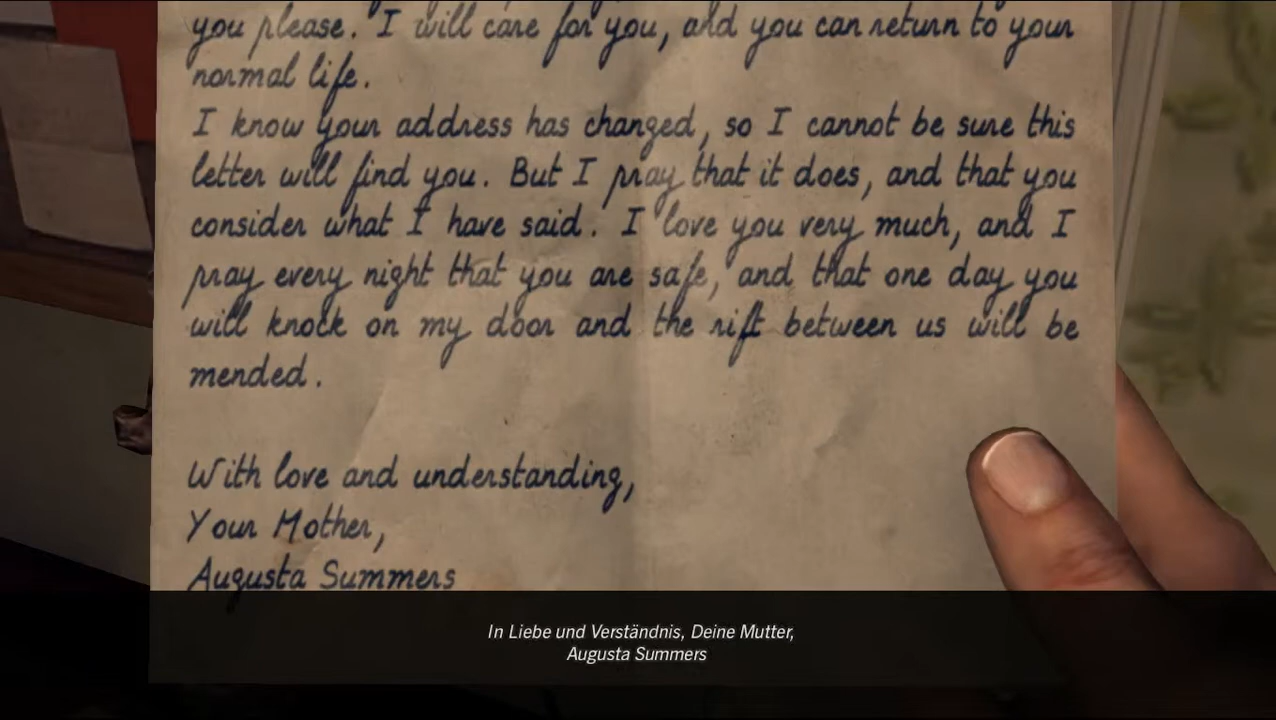 you please. I will care for you, and you can return to your
normal life.
I know your address has changed, so I cannot be sure this
letter will find you. But I pray that it does, and that you
consider what I have said. I love you very much, and I
pray every night that you are safe, and that one day you
will knock on my door and the rift between us will be
mended.
With love and understanding,
Your Mother,
Augusta Summers
In Liebe und Verständnis, Deine Mutter,
Augusta Summers